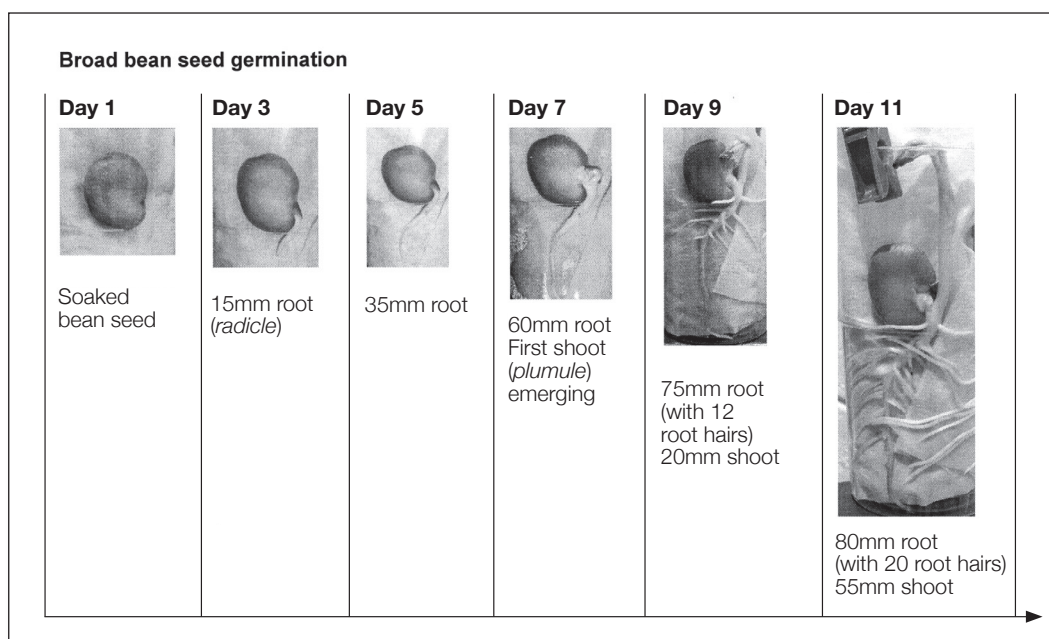 Broad bean seed germination
Day 1
Soaked
bean seed
Day 3
15mm root
(radicle)
Day 5
35mm root
Day 7
60mm root
First shoot
(plumule)
emerging
Day 9
75mm root
(with 12
root hairs)
20mm shoot
Day 11
80mm root
(with 20 root hairs)
55mm shoot